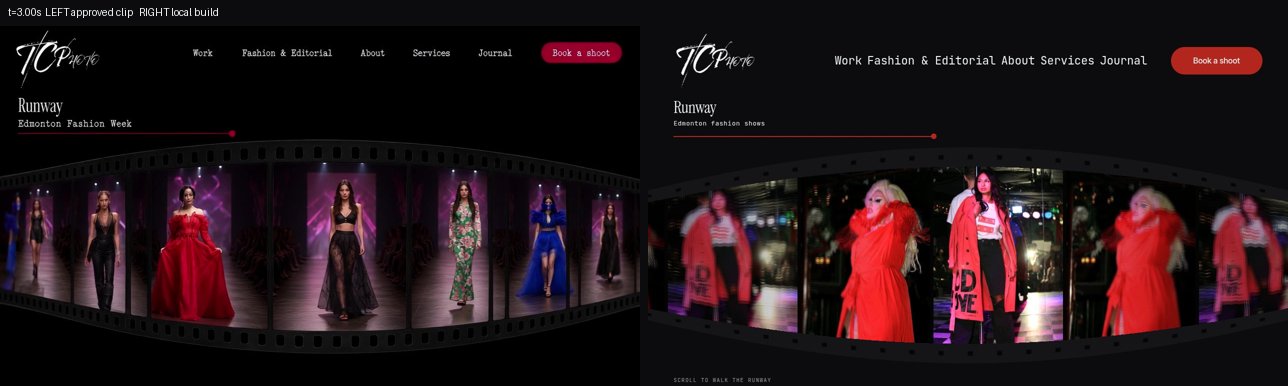 t=3.00s LEFT approved clip RIGHT local build
TCPHOTO
Work Fashion & Editorial About Services Journal Book a shoot
Runway
Edmonton Fashion Week
TCPHOTO
Work Fashion & Editorial About Services Journal Book a shoot
Runway
Edmonton fashion shows
SCROLL TO WALK THE RUNWAY